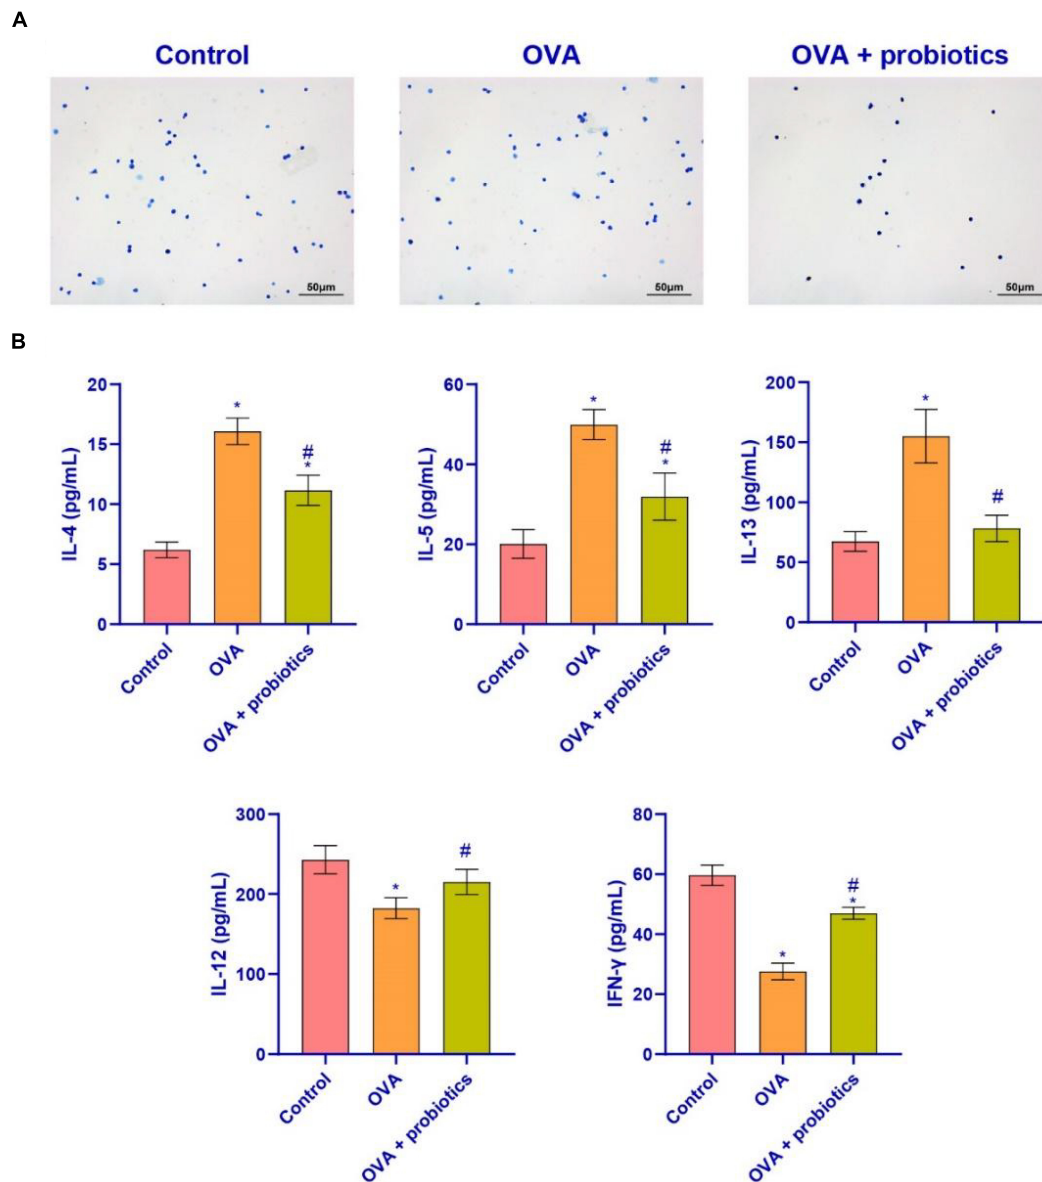 A
Control
OVA
OVA + probiotics
50μm
50μm
50μm
B
IL-4 (pg/mL)
20
15
10
5
0
*
#
*
Control
OVA
OVA + probiotics
IL-5 (pg/mL)
60
40
20
0
*
#
*
Control
OVA
OVA + probiotics
IL-13 (pg/mL)
200
150
100
50
0
*
#
Control
OVA
OVA + probiotics
IL-12 (pg/mL)
300
200
100
0
*
#
Control
OVA
OVA + probiotics
IFN-γ (pg/mL)
80
60
40
20
0
*
#
*
Control
OVA
OVA + probiotics